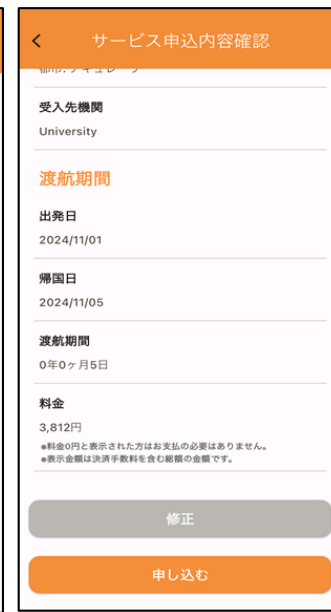 サービス申込内容確認
受入先機関
University
渡航期間
出発日
2024/11/01
帰国日
2024/11/05
渡航期間
0年0ヶ月5日
料金
3,812円
※料金0円と表示された方はお支払の必要はありません。
※表示金額は決済手数料を含む総額の金額です。
修正
申し込む